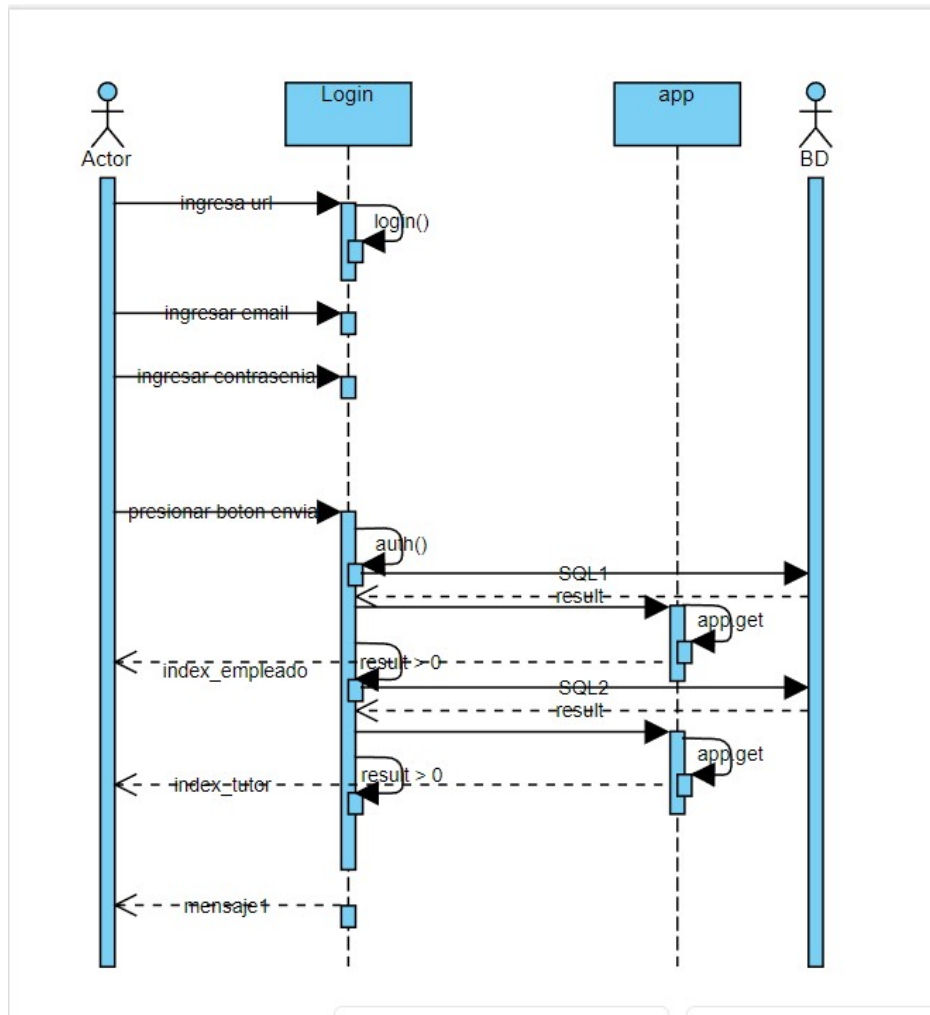 Login
app
Actor
BD
ingresa url
login()
ingresar email
ingresar contrasenia
presionar boton envia
auth()
SQL1
result
app.get
result > 0
index_empleado
SQL2
result
app.get
result > 0
index_tutor
mensaje1